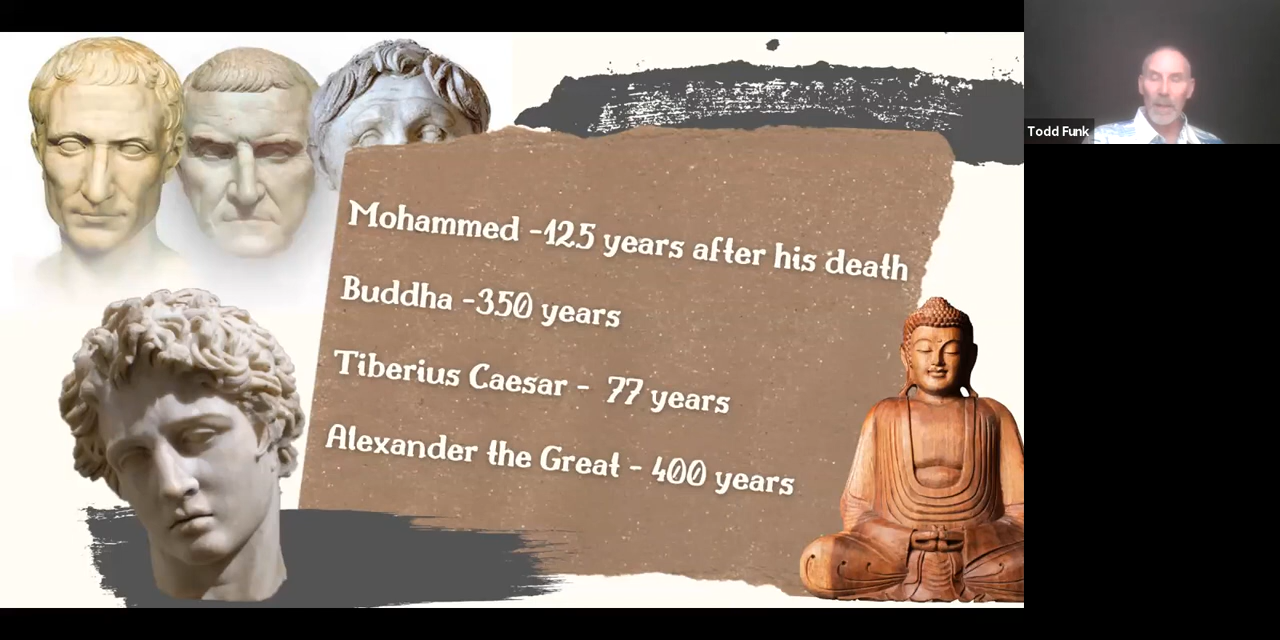 Mohammed -125 years after his death
Buddha -350 years
Tiberius Caesar - 77 years
Alexander the Great - 400 years
Todd Funk